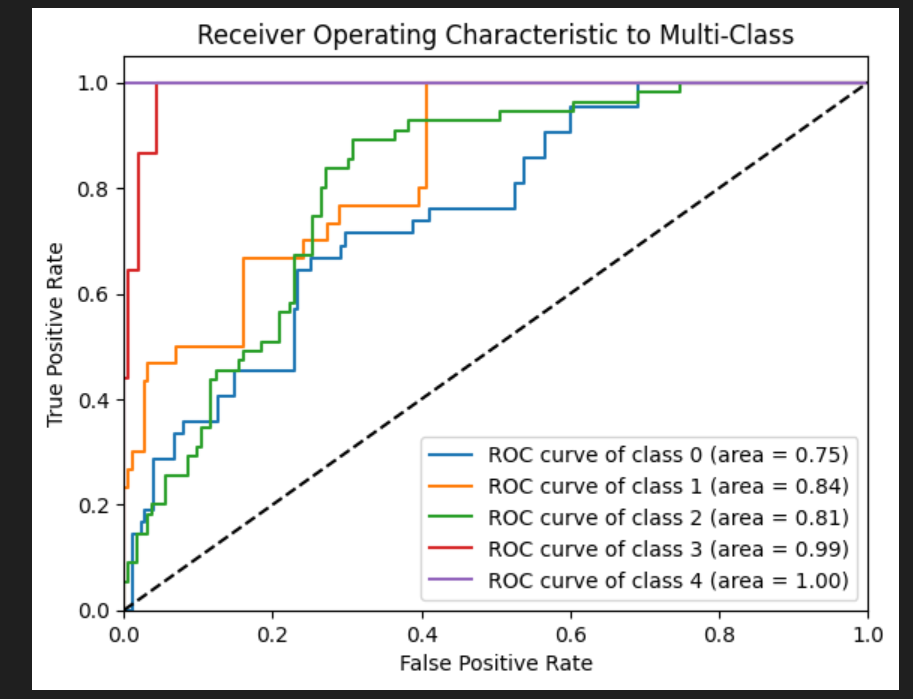 Receiver Operating Characteristic to Multi-Class
1.0
0.8
0.6
0.4
0.2
0.0
True Positive Rate
ROC curve of class 0 (area = 0.75)
ROC curve of class 1 (area = 0.84)
ROC curve of class 2 (area = 0.81)
ROC curve of class 3 (area = 0.99)
ROC curve of class 4 (area = 1.00)
0.0 0.2 0.4 0.6 0.8 1.0
False Positive Rate